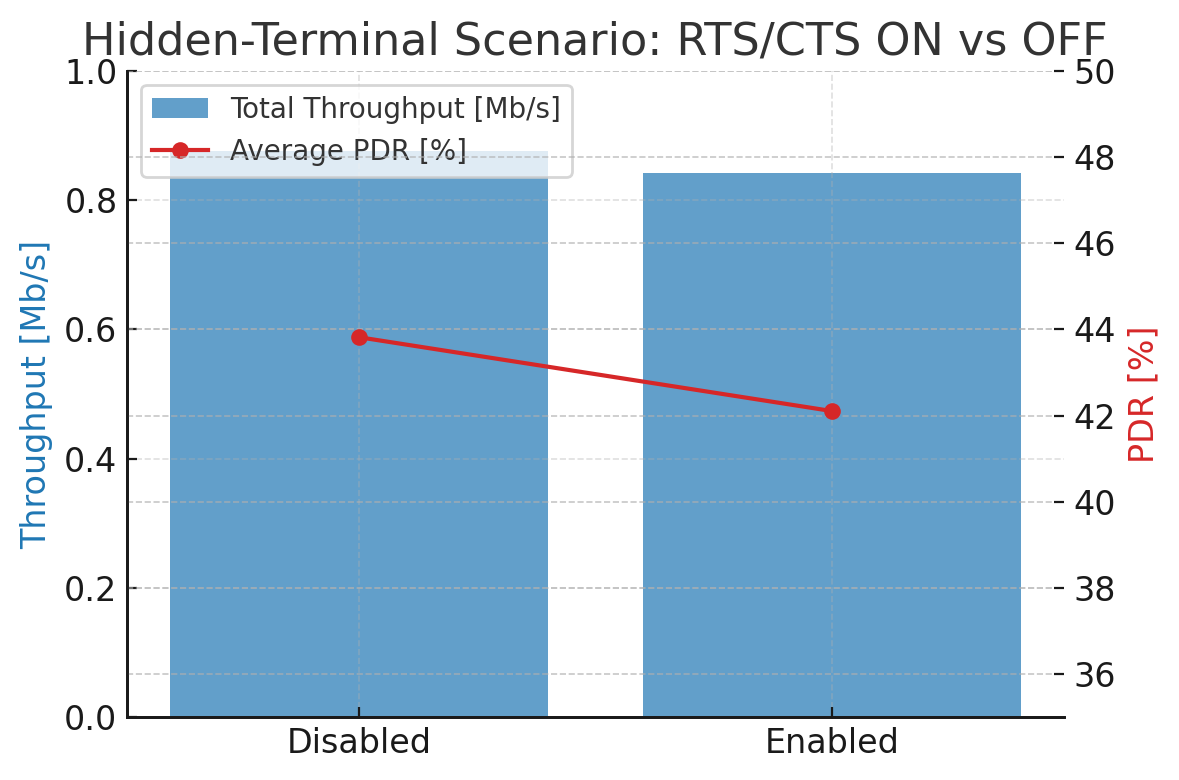 Hidden-Terminal Scenario: RTS/CTS ON vs OFF
Total Throughput [Mb/s]
Average PDR [%]
Throughput [Mb/s]
1.0
0.8
0.6
0.4
0.2
0.0
50
48
46
44
42
40
38
36
PDR [%]
Disabled
Enabled